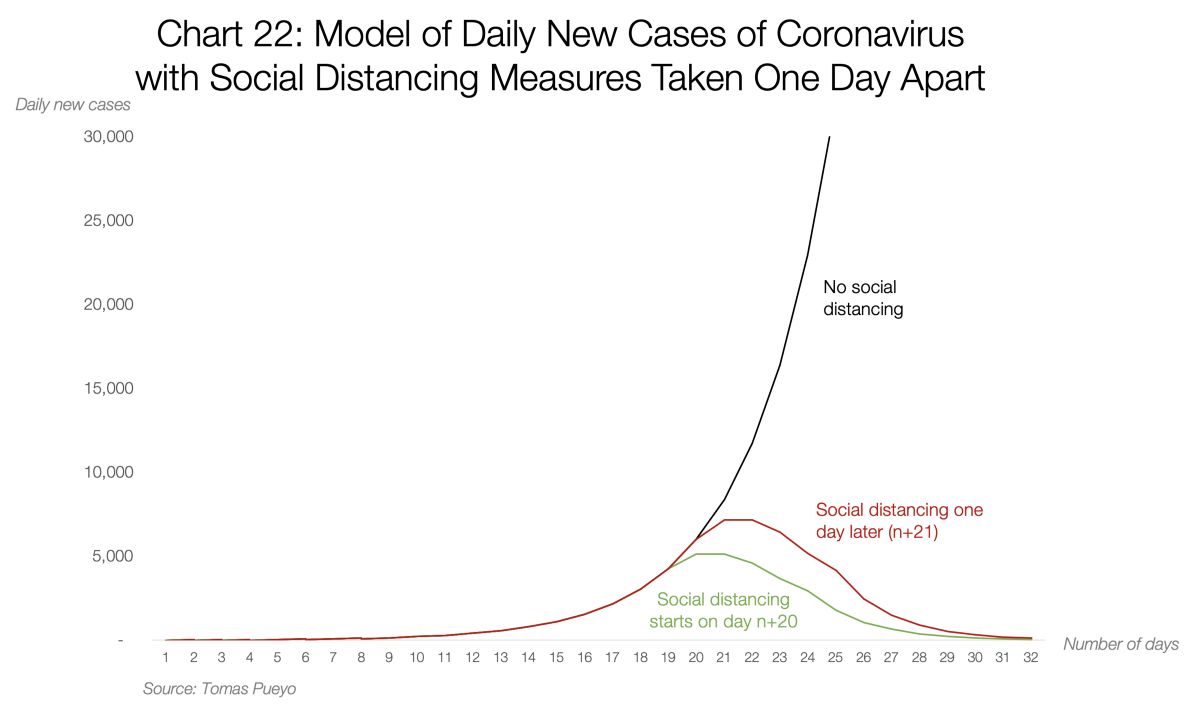 Chart 22: Model of Daily New Cases of Coronavirus
with Social Distancing Measures Taken One Day Apart
Daily new cases
30,000
25,000
20,000
15,000
10,000
5,000
-
No social
distancing
Social distancing one
day later (n+21)
Social distancing
starts on day n+20
1 2 3 4 5 6 7 8 9 10 11 12 13 14 15 16 17 18 19 20 21 22 23 24 25 26 27 28 29 30 31 32
Number of days
Source: Tomas Pueyo